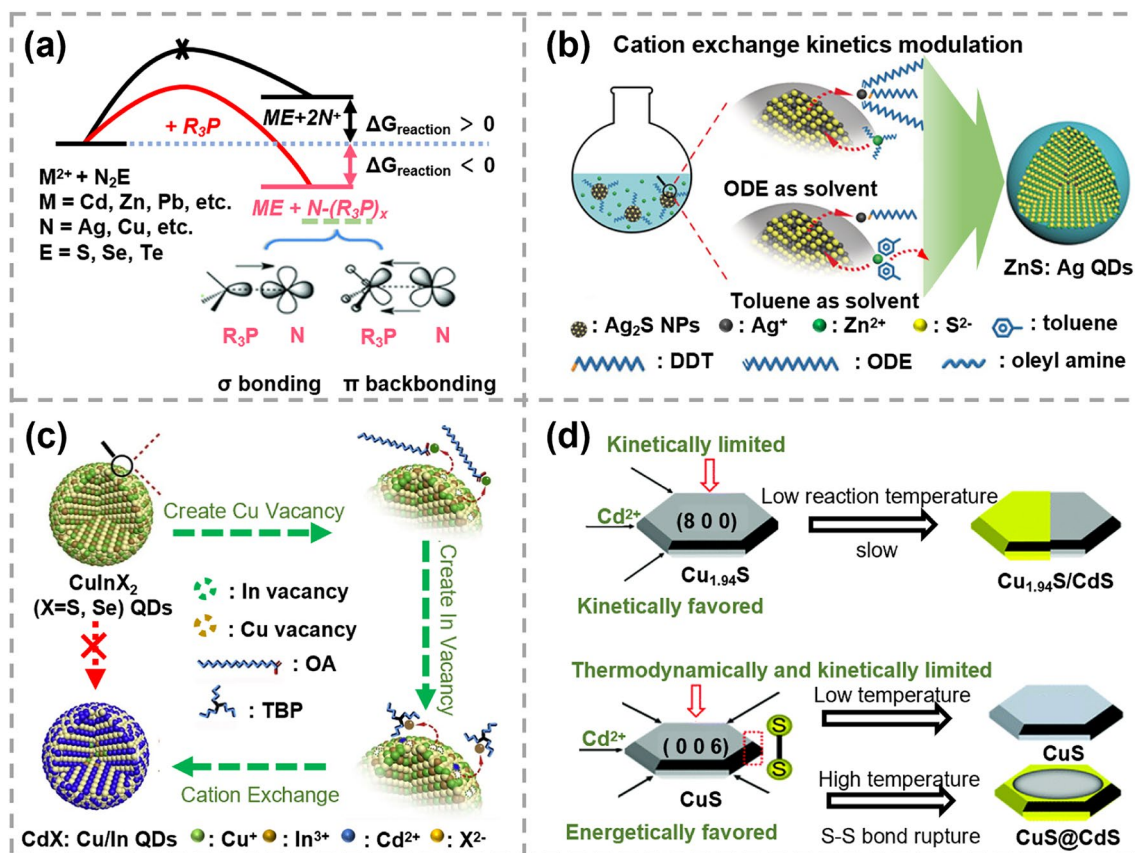 (a)
ME+2N⁺
+ R₃P
ΔG_reaction > 0
ΔG_reaction < 0
M²⁺ + N₂E
M = Cd, Zn, Pb, etc.
N = Ag, Cu, etc.
E = S, Se, Te
ME + N-(R₃P)ₓ
R₃P N R₃P N
σ bonding π backbonding
(b)
Cation exchange kinetics modulation
ODE as solvent
Toluene as solvent
ZnS: Ag QDs
: Ag₂S NPs : Ag⁺ : Zn²⁺ : S²⁻ : toluene
: DDT : ODE : oleyl amine
(c)
Create Cu Vacancy
CuInX₂
(X=S, Se) QDs
: In vacancy
: Cu vacancy
: OA
: TBP
Create In Vacancy
Cation Exchange
CdX: Cu/In QDs : Cu⁺ : In³⁺ : Cd²⁺ : X²⁻
(d)
Kinetically limited
Cd²⁺
(8 0 0)
Low reaction temperature
slow
Cu₁.₉₄S
Cu₁.₉₄S/CdS
Kinetically favored
Thermodynamically and kinetically limited
Low temperature
Cd²⁺
(0 0 6)
S
S
CuS
CuS
High temperature
S-S bond rupture
Energetically favored
CuS@CdS